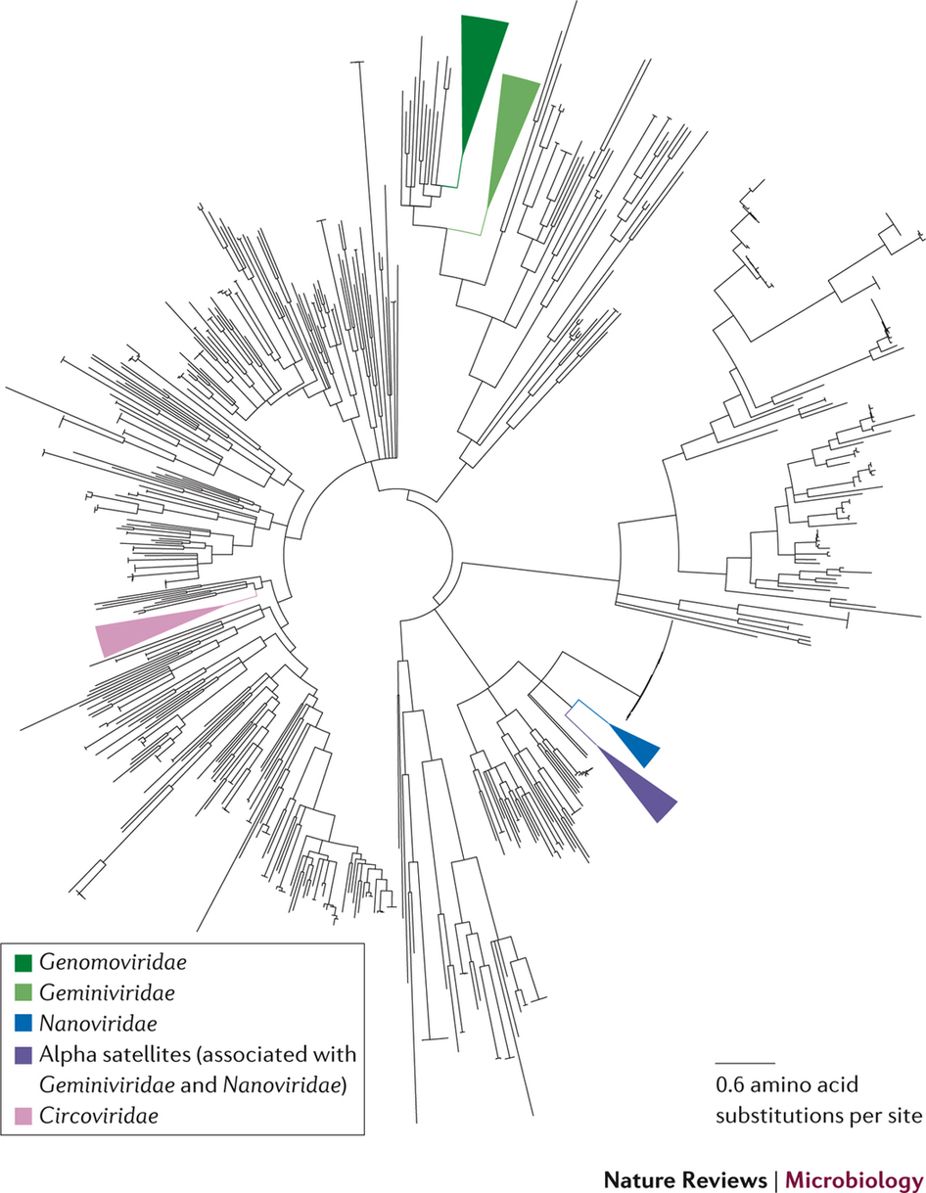 Genomoviridae
Geminiviridae
Nanoviridae
Alpha satellites (associated with
Geminiviridae and Nanoviridae)
Circoviridae
0.6 amino acid
substitutions per site
Nature Reviews | Microbiology